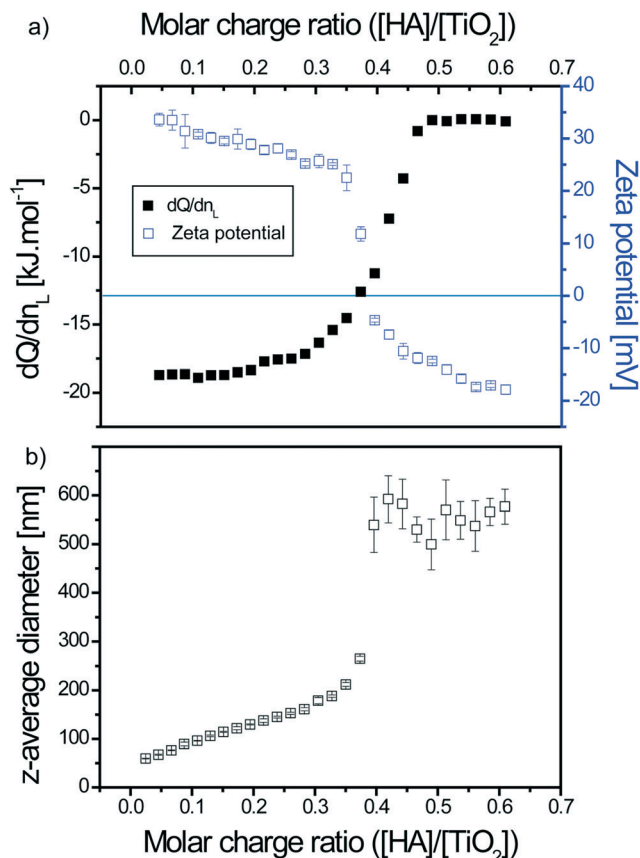 a)
Molar charge ratio ([HA]/[TiO₂])
0.0 0.1 0.2 0.3 0.4 0.5 0.6 0.7
dQ/dn_L [kJ.mol⁻¹]
0
-5
-10
-15
-20
dQ/dn_L
Zeta potential
40
30
20
10
0
-10
-20
Zeta potential [mV]
b)
z-average diameter [nm]
600
500
400
300
200
100
0
0.0 0.1 0.2 0.3 0.4 0.5 0.6 0.7
Molar charge ratio ([HA]/[TiO₂])